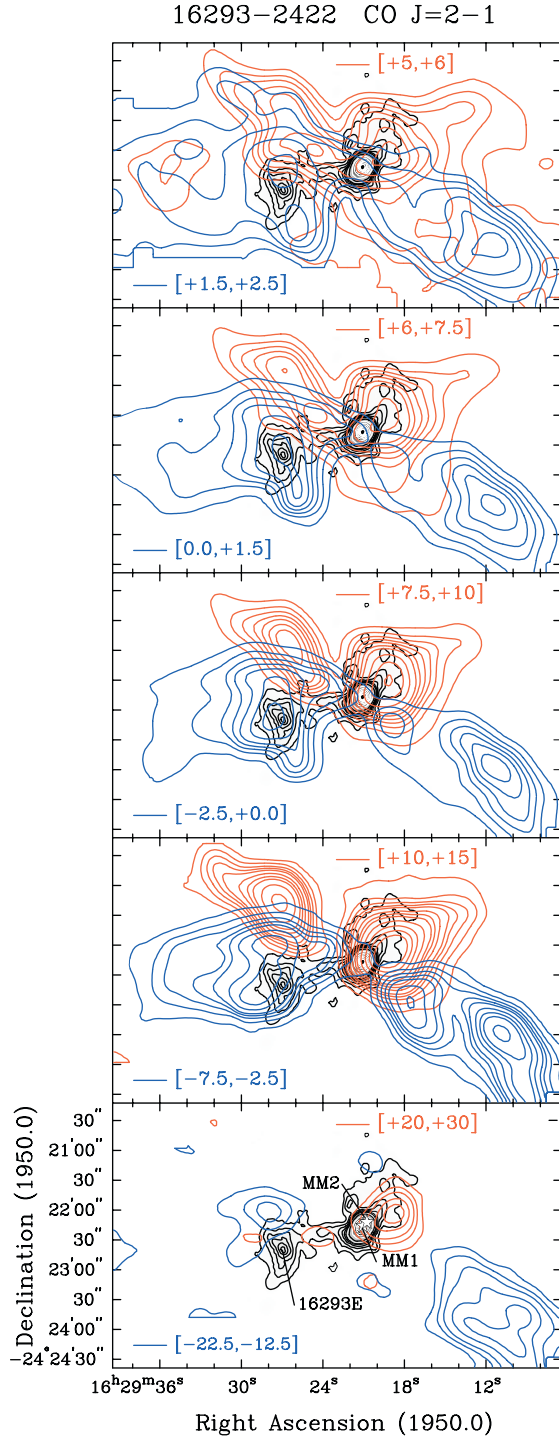 16293−2422 CO J=2−1
[+5,+6]
[+1.5,+2.5]
[+6,+7.5]
[0.0,+1.5]
[+7.5,+10]
[−2.5,+0.0]
[+10,+15]
[−7.5,−2.5]
[+20,+30]
MM2
MM1
16293E
[−22.5,−12.5]
Declination (1950.0)
30"
21'00"
30"
22'00"
30"
23'00"
30"
24'00"
−24°24'30"
16ʰ29ᵐ36ˢ 30ˢ 24ˢ 18ˢ 12ˢ
Right Ascension (1950.0)